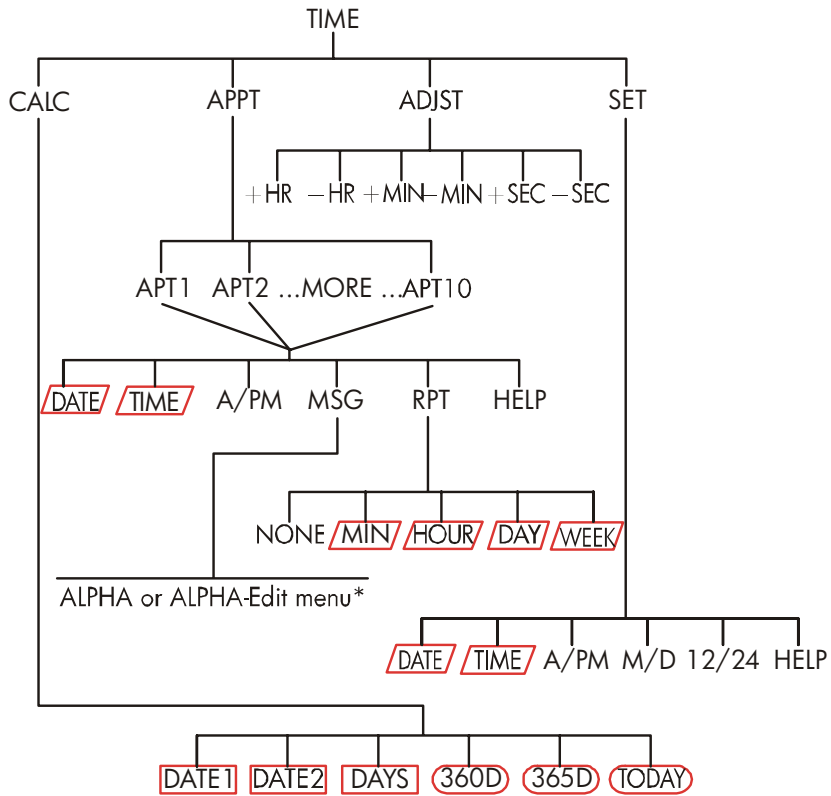 TIME
CALC APPT ADJST SET
+HR −HR +MIN −MIN +SEC −SEC
APT1 APT2 ...MORE ...APT10
DATE TIME A/PM MSG RPT HELP
NONE MIN HOUR DAY WEEK
ALPHA or ALPHA-Edit menu*
DATE TIME A/PM M/D 12/24 HELP
DATE1 DATE2 DAYS 360D 365D TODAY